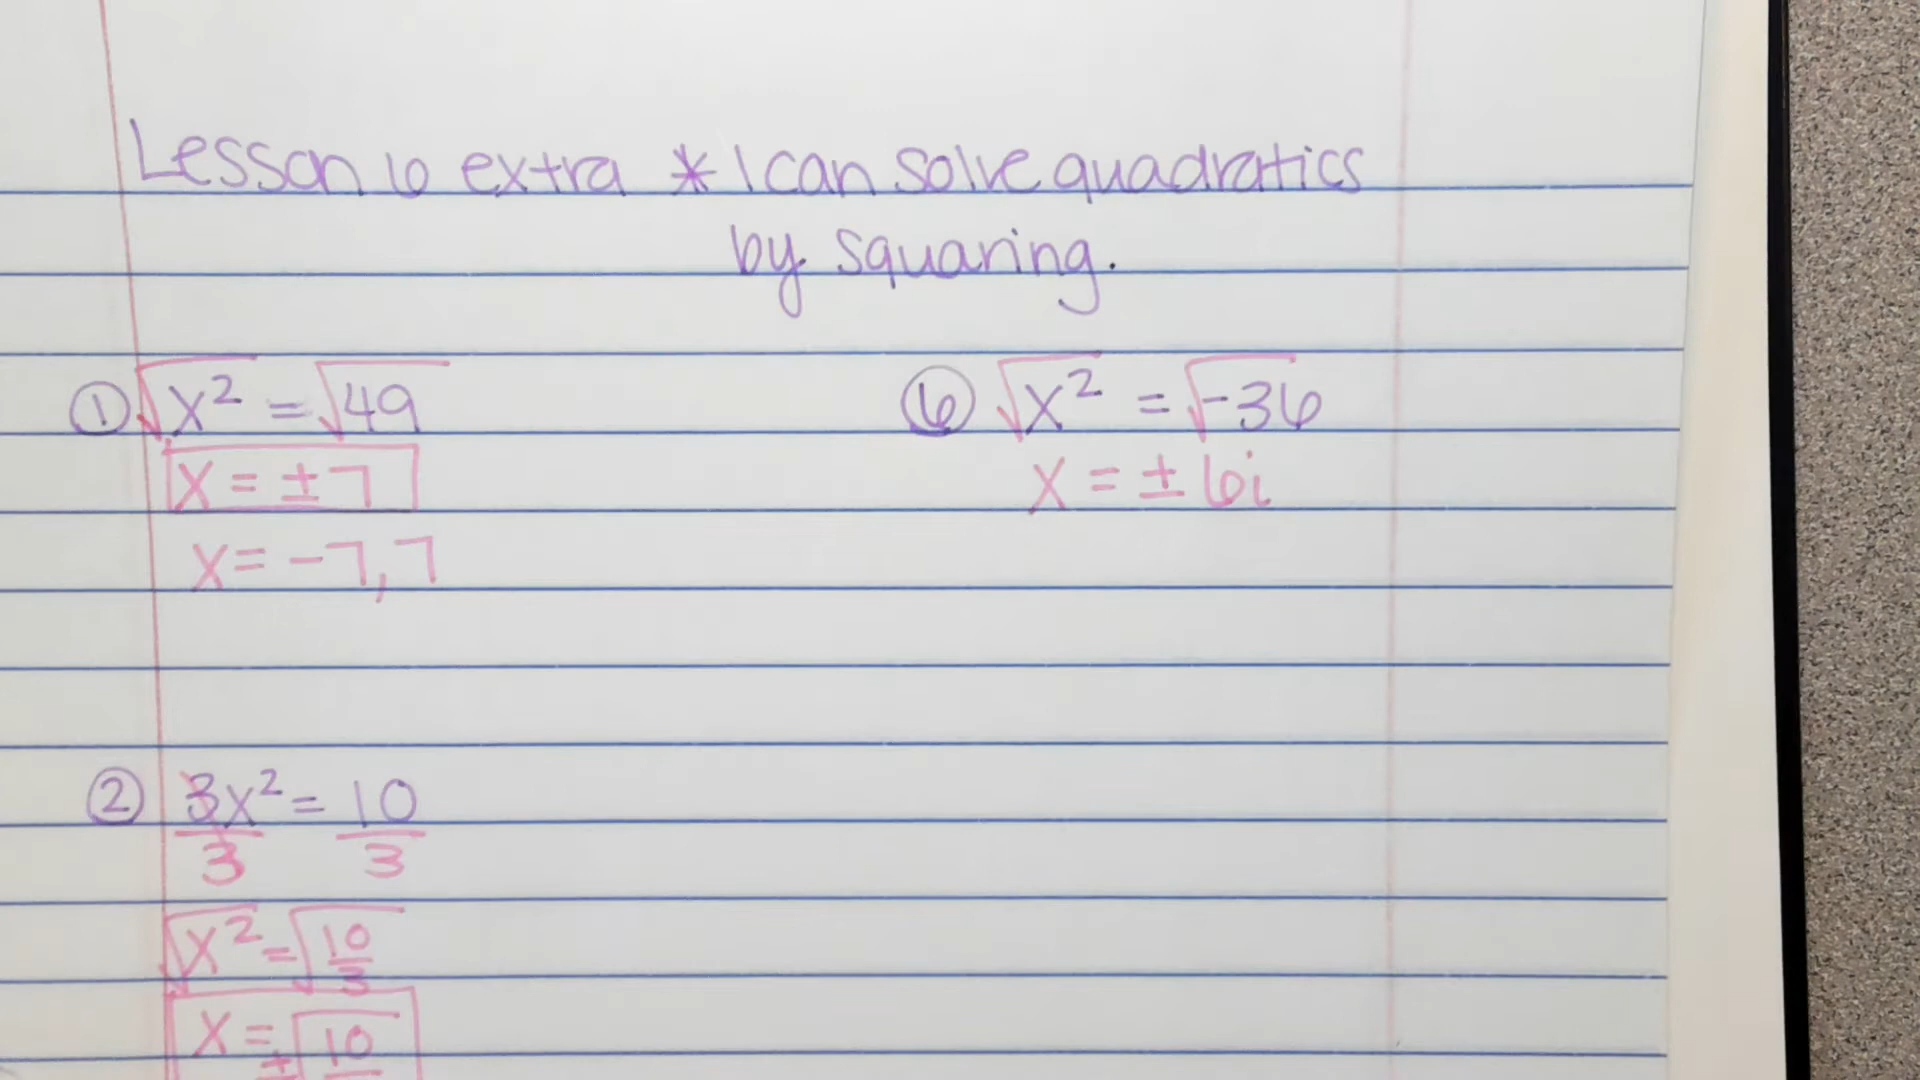 Lesson 6 extra * I can solve quadratics
by squaring.
① √x² = √49
x = ± 7
x = -7, 7
② 3x² = 10
3 3
√x² = √10/3
x = ± √10
⑥ √x² = √-36
x = ± 6i